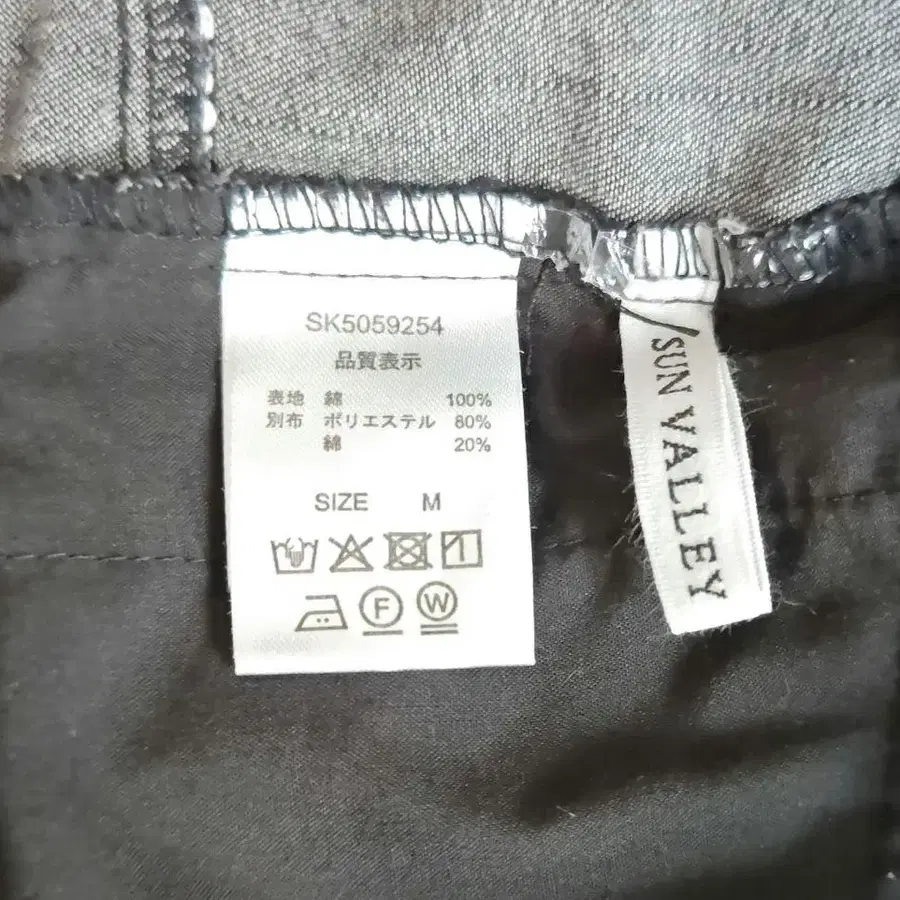 SK5059254
品質表示
表地 綿 100%
別布 ポリエステル 80%
綿 20%
SIZE M
F W
SUN VALLEY